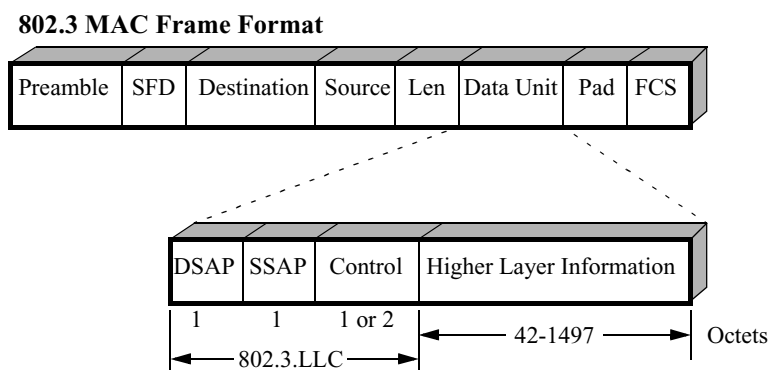 802.3 MAC Frame Format
Preamble SFD Destination Source Len Data Unit Pad FCS
DSAP SSAP Control Higher Layer Information
1 1 1 or 2 42-1497 Octets
802.3.LLC